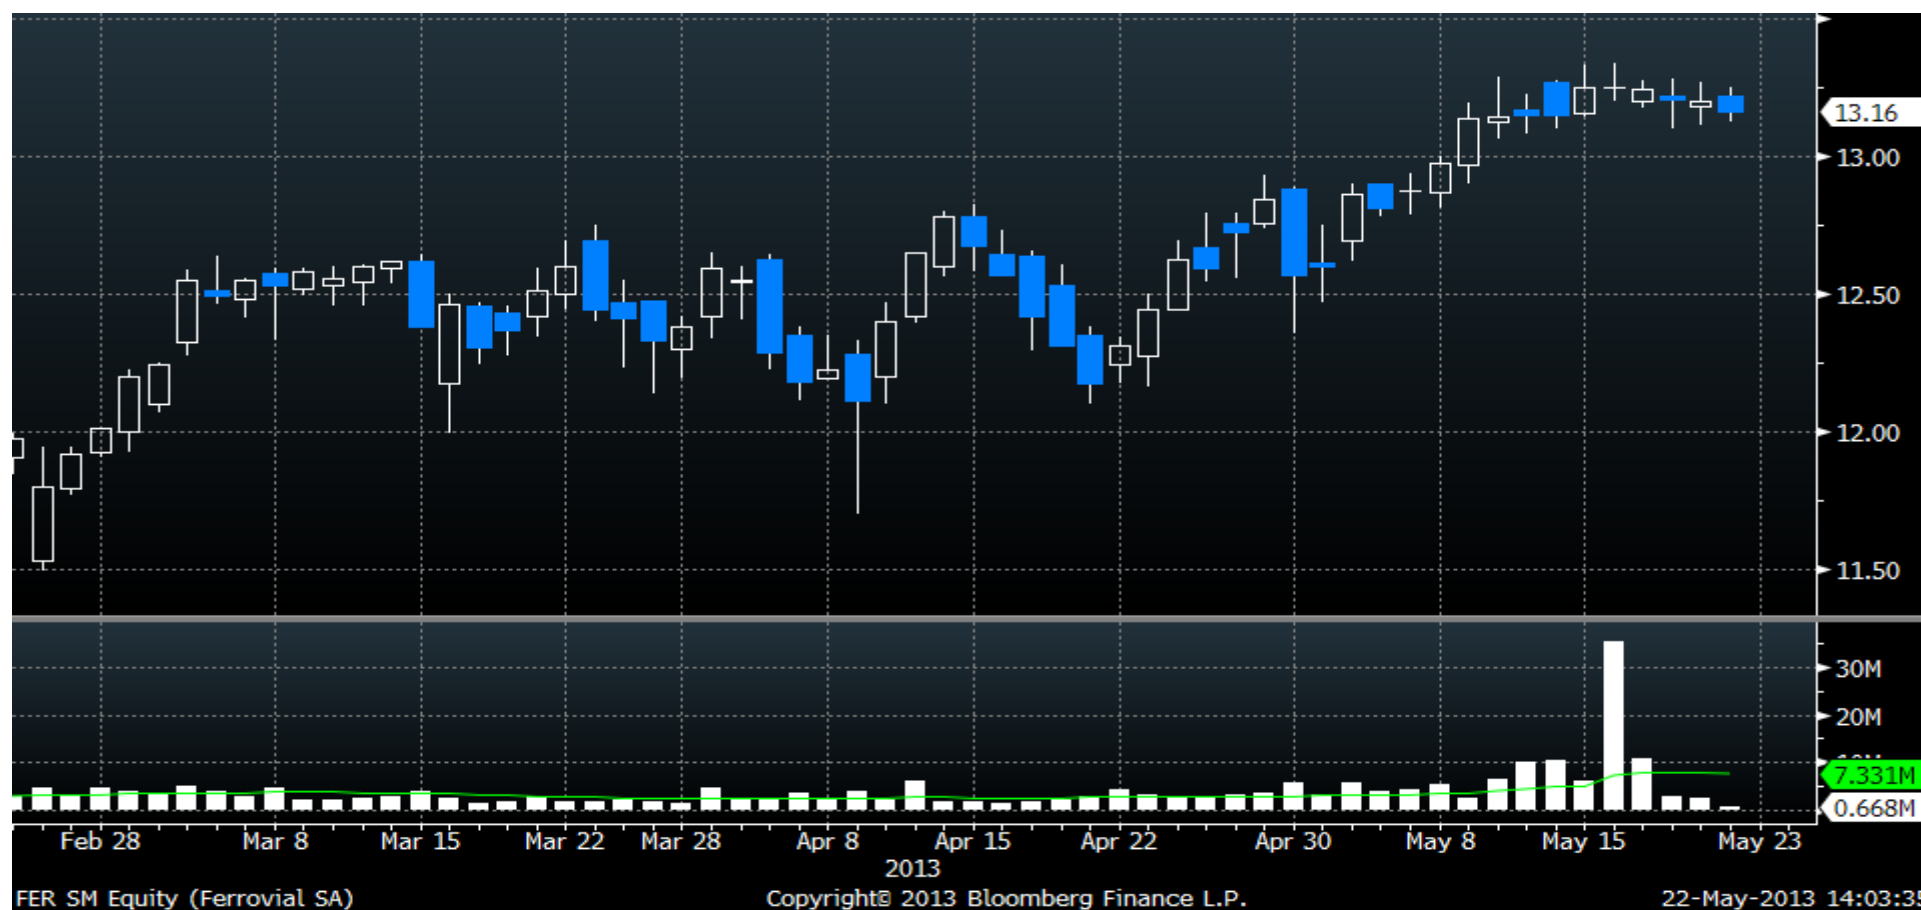 13.16
13.00
12.50
12.00
11.50
30M
20M
7.331M
0.668M
Feb 28 Mar 8 Mar 15 Mar 22 Mar 28 Apr 8 Apr 15 Apr 22 Apr 30 May 8 May 15 May 23
2013
FER SM Equity (Ferrovial SA) Copyright© 2013 Bloomberg Finance L.P. 22-May-2013 14:03:35